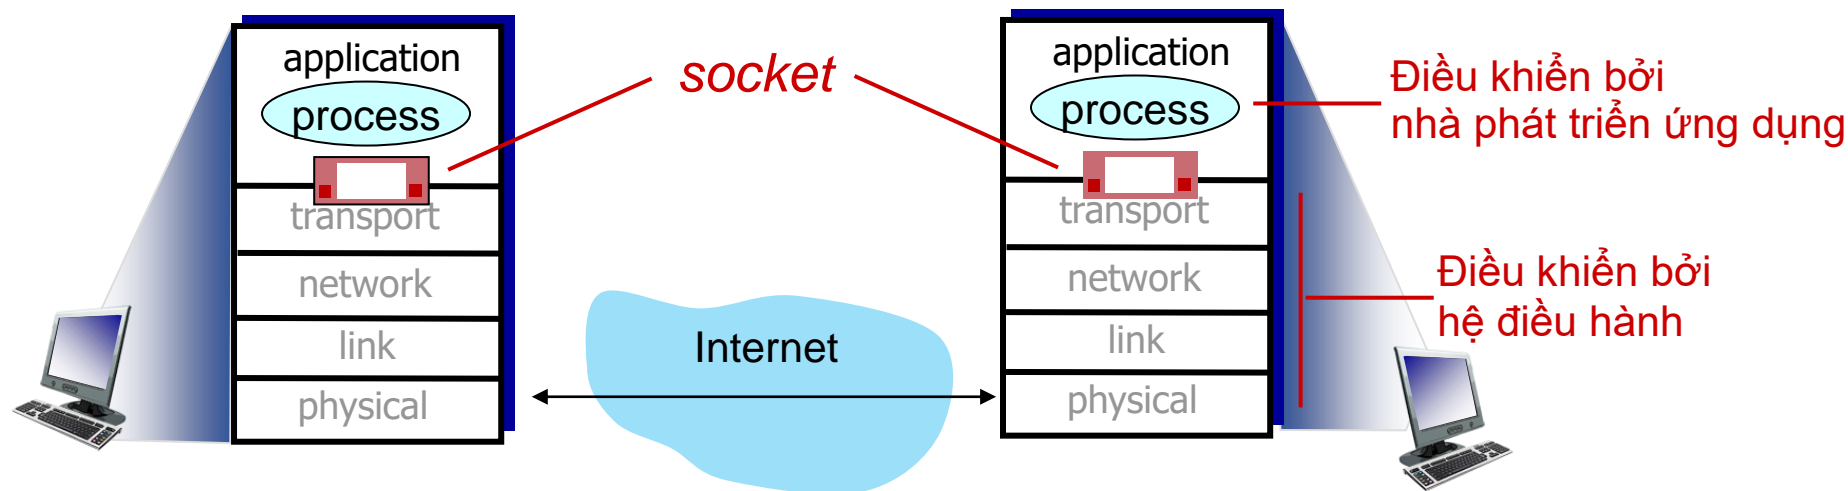 application
process
transport
network
link
physical
socket
Internet
application
process
transport
network
link
physical
Điều khiển bởi
nhà phát triển ứng dụng
Điều khiển bởi
hệ điều hành